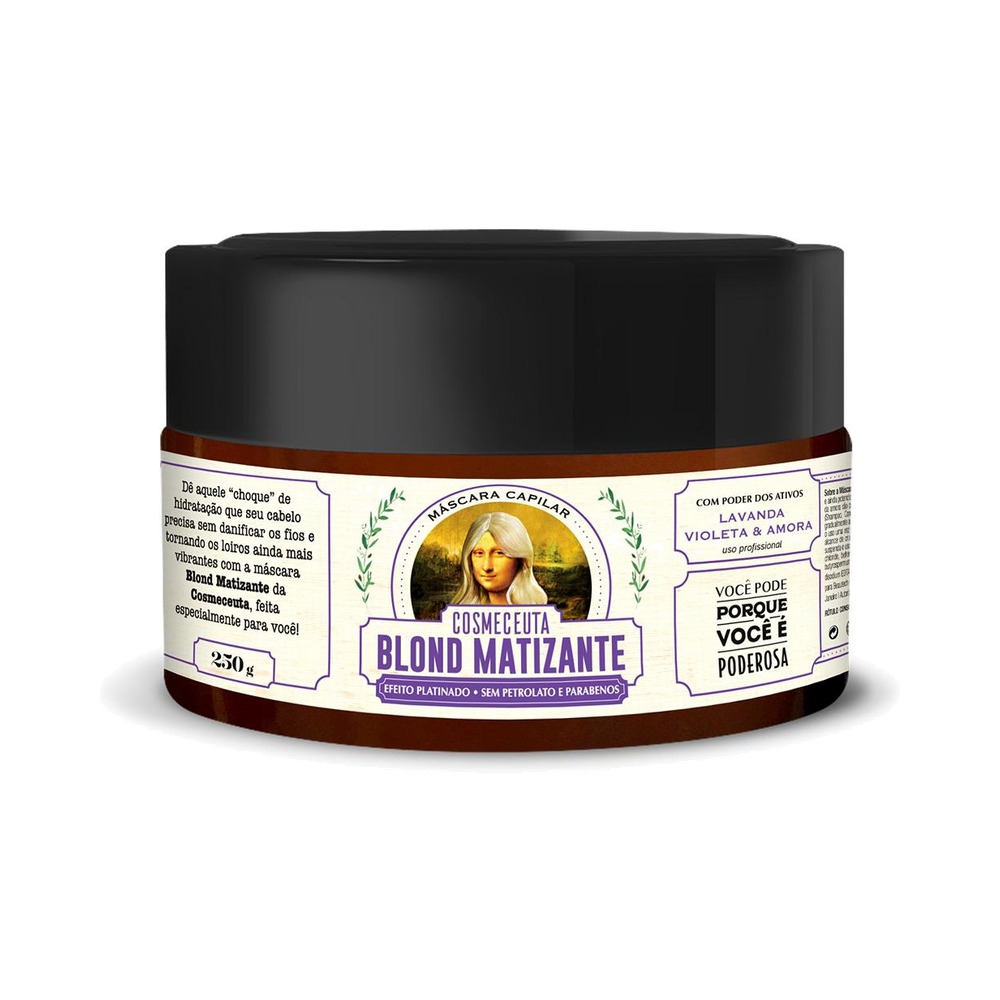 Dê aquele “choque” de
hidratação que seu cabelo
precisa sem danificar os fios e
tornando os loiros ainda mais
vibrantes com a máscara
Blond Matizante da
Cosmeceuta, feita
especialmente para você!
250g
MÁSCARA CAPILAR
COSMECEUTA
BLOND MATIZANTE
EFEITO PLATINADO • SEM PETROLATO E PARABENOS
COM PODER DOS ATIVOS
LAVANDA
VIOLETA & AMORA
uso profissional
VOCÊ PODE
PORQUE
VOCÊ É
PODEROSA